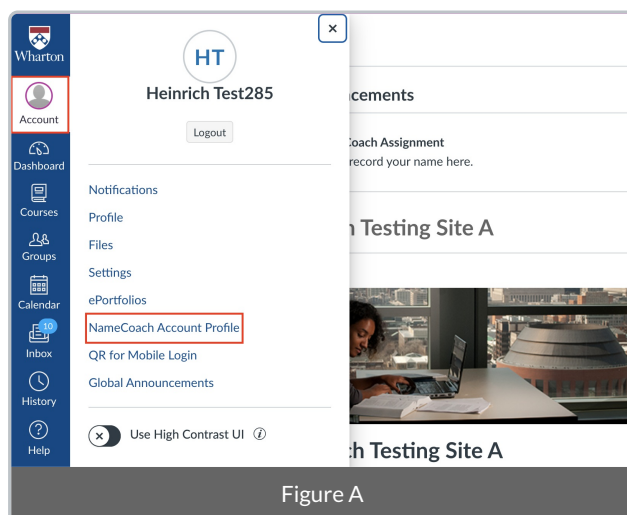 Wharton
Account
Dashboard
Courses
Groups
Calendar
10
Inbox
History
Help
HT
Heinrich Test285
Logout
Notifications
Profile
Files
Settings
ePortfolios
NameCoach Account Profile
QR for Mobile Login
Global Announcements
Use High Contrast UI
cements
Coach Assignment
record your name here.
Testing Site A
ch Testing Site A
Figure A